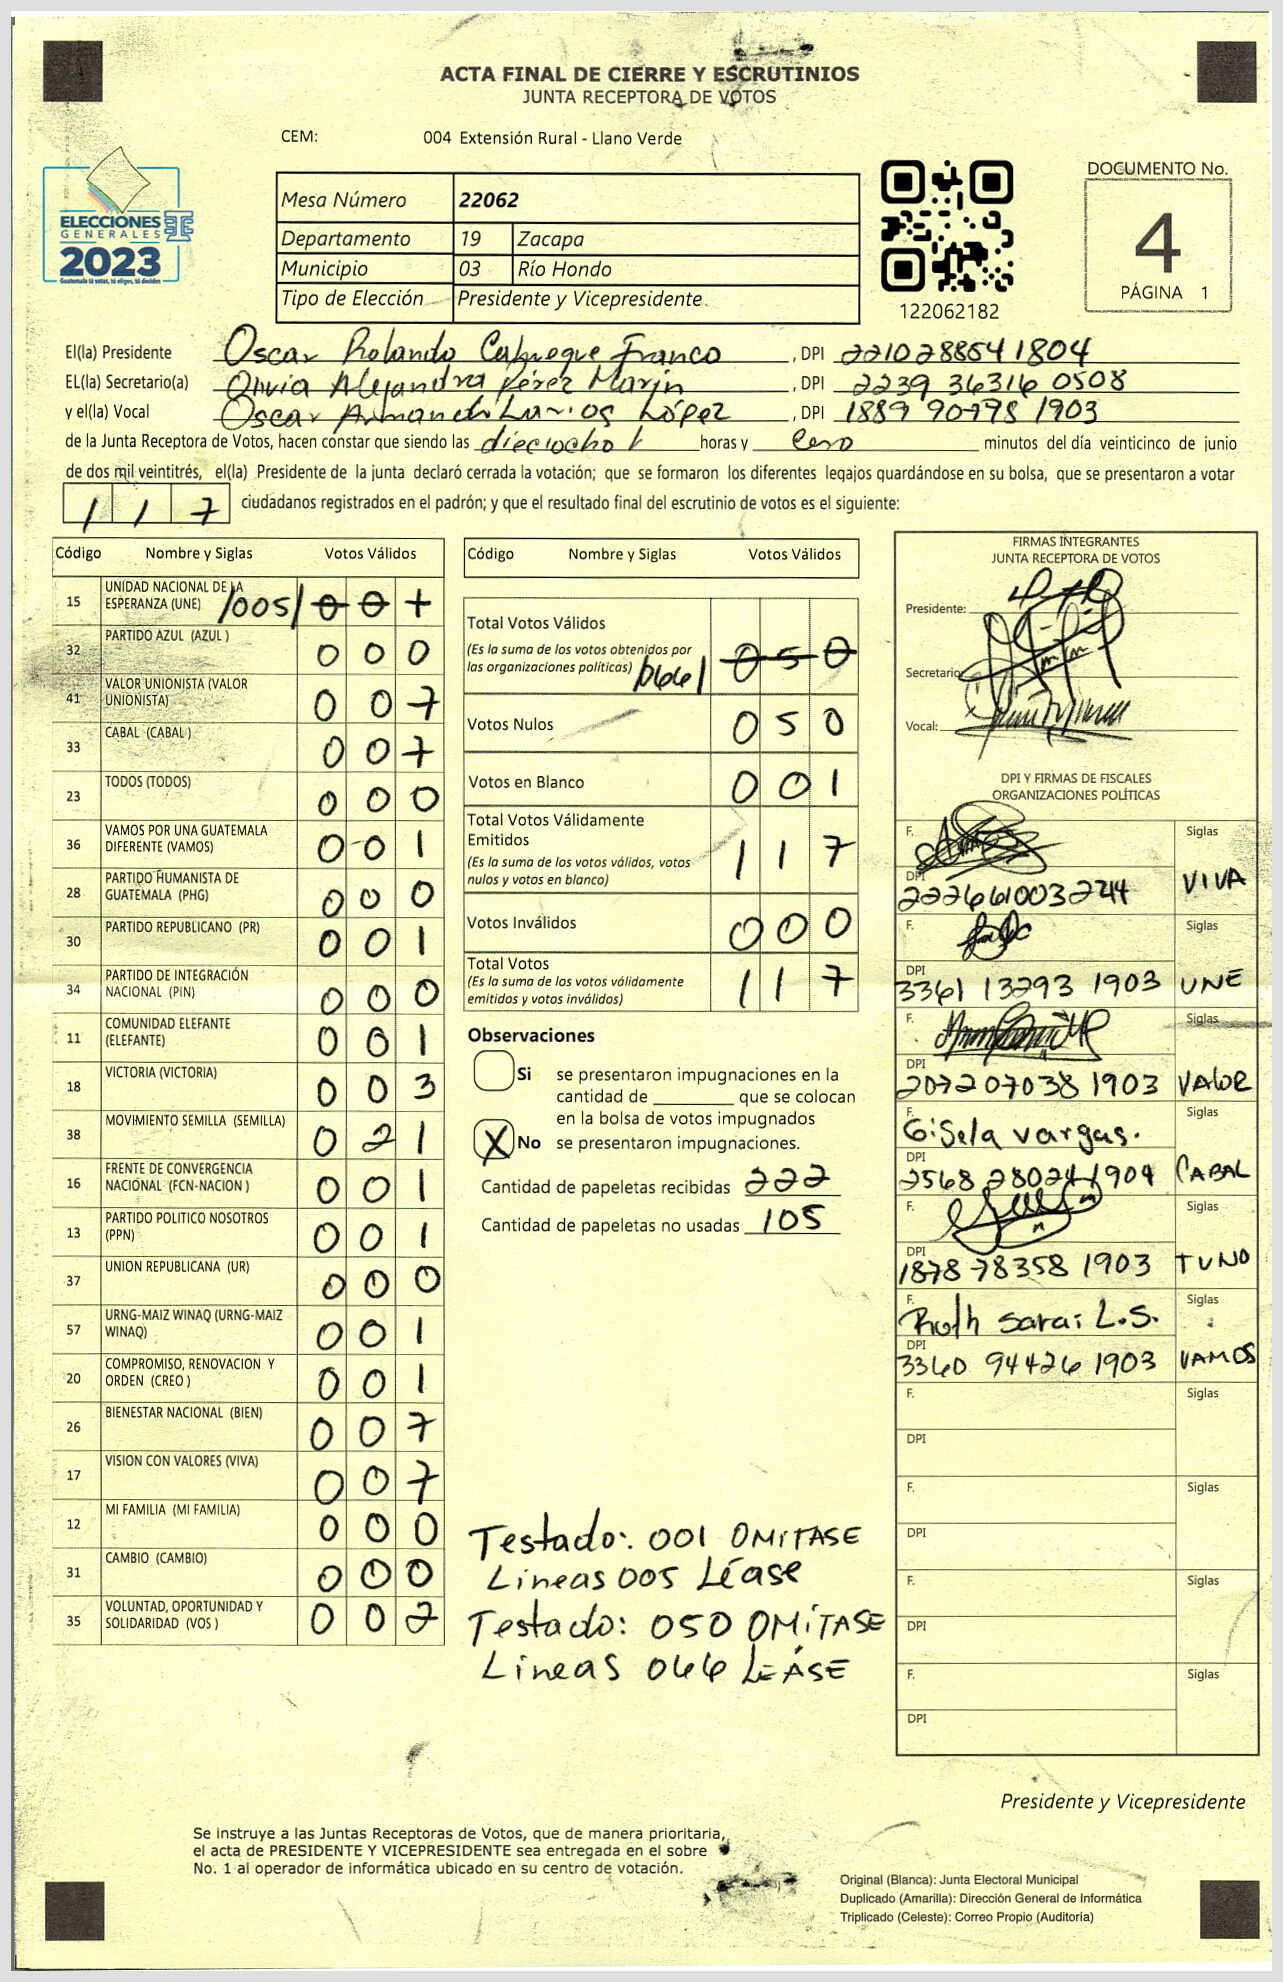 ACTA FINAL DE CIERRE Y ESCRUTINIOS
JUNTA RECEPTORA DE VOTOS
CEM: 004 Extensión Rural - Llano Verde
ELECCIONES
GENERALES
2023
Guatemala tú votas, tú eliges, tú decides
Mesa Número 22062
Departamento 19 Zacapa
Municipio 03 Río Hondo
Tipo de Elección Presidente y Vicepresidente
122062182
DOCUMENTO No.
4
PÁGINA 1
El(la) Presidente Oscar Rolando Franco, DPI 2210288541804
EL(la) Secretario(a) Olivia Alejandra Pérez Marín, DPI 2239 36316 0508
y el(la) Vocal Oscar Armando Larios López, DPI 1889 90798 1903
de la Junta Receptora de Votos, hacen constar que siendo las dieciocho horas y cero minutos del día veinticinco de junio
de dos mil veintitrés, el(la) Presidente de la junta declaró cerrada la votación; que se formaron los diferentes legajos quardándose en su bolsa, que se presentaron a votar
1 1 7 ciudadanos registrados en el padrón; y que el resultado final del escrutinio de votos es el siguiente:
Código Nombre y Siglas Votos Válidos
15 UNIDAD NACIONAL DE LA ESPERANZA (UNE) /005/ 0 0 1
32 PARTIDO AZUL (AZUL ) 0 0 0
41 VALOR UNIONISTA (VALOR UNIONISTA) 0 0 7
33 CABAL (CABAL ) 0 0 7
23 TODOS (TODOS) 0 0 0
36 VAMOS POR UNA GUATEMALA DIFERENTE (VAMOS) 0 0 1
28 PARTIDO HUMANISTA DE GUATEMALA (PHG) 0 0 0
30 PARTIDO REPUBLICANO (PR) 0 0 1
34 PARTIDO DE INTEGRACIÓN NACIONAL (PIN) 0 0 0
11 COMUNIDAD ELEFANTE (ELEFANTE) 0 0 1
18 VICTORIA (VICTORIA) 0 0 3
38 MOVIMIENTO SEMILLA (SEMILLA) 0 2 1
16 FRENTE DE CONVERGENCIA NACIONAL (FCN-NACION ) 0 0 1
13 PARTIDO POLITICO NOSOTROS (PPN) 0 0 1
37 UNION REPUBLICANA (UR) 0 0 0
57 URNG-MAIZ WINAQ (URNG-MAIZ WINAQ) 0 0 1
20 COMPROMISO, RENOVACION Y ORDEN (CREO ) 0 0 1
26 BIENESTAR NACIONAL (BIEN) 0 0 7
17 VISION CON VALORES (VIVA) 0 0 7
12 MI FAMILIA (MI FAMILIA) 0 0 0
31 CAMBIO (CAMBIO) 0 0 0
35 VOLUNTAD, OPORTUNIDAD Y SOLIDARIDAD (VOS ) 0 0 2
Código Nombre y Siglas Votos Válidos
Total Votos Válidos
(Es la suma de los votos obtenidos por
las organizaciones políticas) /066/ 0 5 0
Votos Nulos 0 5 0
Votos en Blanco 0 0 1
Total Votos Válidamente
Emitidos
(Es la suma de los votos válidos, votos
nulos y votos en blanco) 1 1 7
Votos Inválidos 0 0 0
Total Votos
(Es la suma de los votos válidamente
emitidos y votos inválidos) 1 1 7
Observaciones
Si se presentaron impugnaciones en la
cantidad de ________ que se colocan
en la bolsa de votos impugnados
X No se presentaron impugnaciones.
Cantidad de papeletas recibidas 222
Cantidad de papeletas no usadas 105
Testado: 001 OMITASE
Lineas 005 Léase
Testado: 050 OMÍTASE
Lineas 066 LEÁSE
FIRMAS INTEGRANTES
JUNTA RECEPTORA DE VOTOS
Presidente:
Secretario:
Vocal:
DPI Y FIRMAS DE FISCALES
ORGANIZACIONES POLÍTICAS
F. Siglas
DPI 2226610032244 VIVA
F. Siglas
DPI 3361 13293 1903 UNE
F. Siglas
DPI 207207038 1903 VALOR
F. Gisela Vargas. Siglas
DPI 2568 28024 1904 CABAL
F. Siglas
DPI 1878 78358 1903 TUNO
F. Ruth Sarai L.S. Siglas
DPI 3360 94426 1903 VAMOS
F. Siglas
DPI
F. Siglas
DPI
F. Siglas
DPI
F. Siglas
DPI
Presidente y Vicepresidente
Se instruye a las Juntas Receptoras de Votos, que de manera prioritaria,
el acta de PRESIDENTE Y VICEPRESIDENTE sea entregada en el sobre
No. 1 al operador de informática ubicado en su centro de votación.
Original (Blanca): Junta Electoral Municipal
Duplicado (Amarilla): Dirección General de Informática
Triplicado (Celeste): Correo Propio (Auditoría)